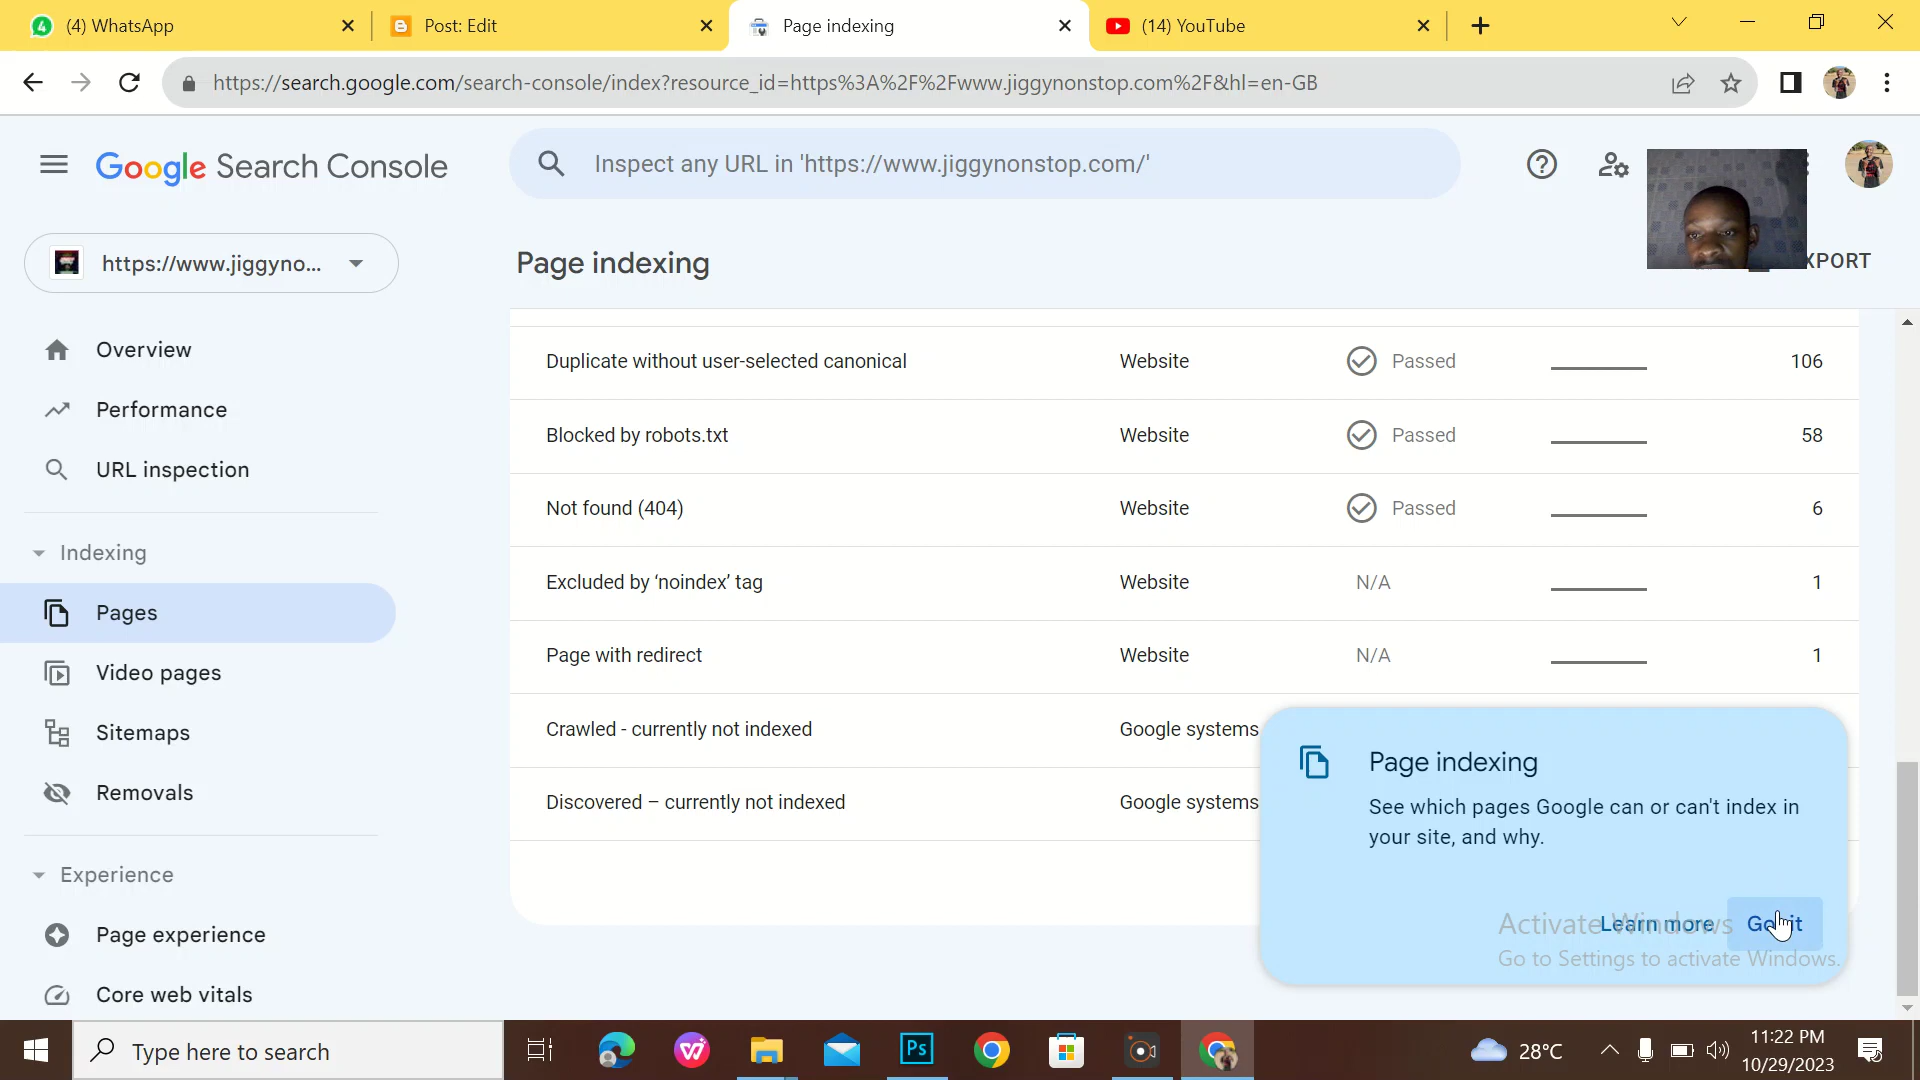 (4) WhatsApp
Post: Edit
Page indexing
(14) YouTube
https://search.google.com/search-console/index?resource_id=https%3A%2F%2Fwww.jiggynonstop.com%2F&hl=en-GB
Google Search Console
Inspect any URL in 'https://www.jiggynonstop.com/'
https://www.jiggyno...
Page indexing
XPORT
Overview
Performance
URL inspection
Indexing
Pages
Video pages
Sitemaps
Removals
Experience
Page experience
Core web vitals
Duplicate without user-selected canonical Website Passed 106
Blocked by robots.txt Website Passed 58
Not found (404) Website Passed 6
Excluded by ‘noindex’ tag Website N/A 1
Page with redirect Website N/A 1
Crawled - currently not indexed Google systems
Discovered – currently not indexed Google systems
Page indexing
See which pages Google can or can't index in
your site, and why.
Learn more Got it
Activate Windows
Go to Settings to activate Windows.
Type here to search
Ps
28°C
11:22 PM
10/29/2023